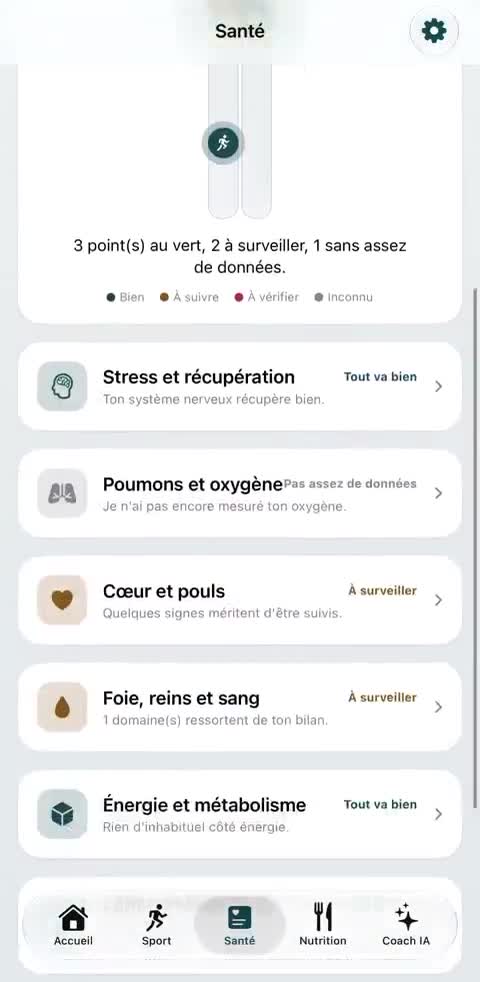 Santé
3 point(s) au vert, 2 à surveiller, 1 sans assez
de données.
Bien À suivre À vérifier Inconnu
Stress et récupération Tout va bien
Ton système nerveux récupère bien.
Poumons et oxygène Pas assez de données
Je n'ai pas encore mesuré ton oxygène.
Cœur et pouls À surveiller
Quelques signes méritent d'être suivis.
Foie, reins et sang À surveiller
1 domaine(s) ressortent de ton bilan.
Énergie et métabolisme Tout va bien
Rien d'inhabituel côté énergie.
Accueil Sport Santé Nutrition Coach IA